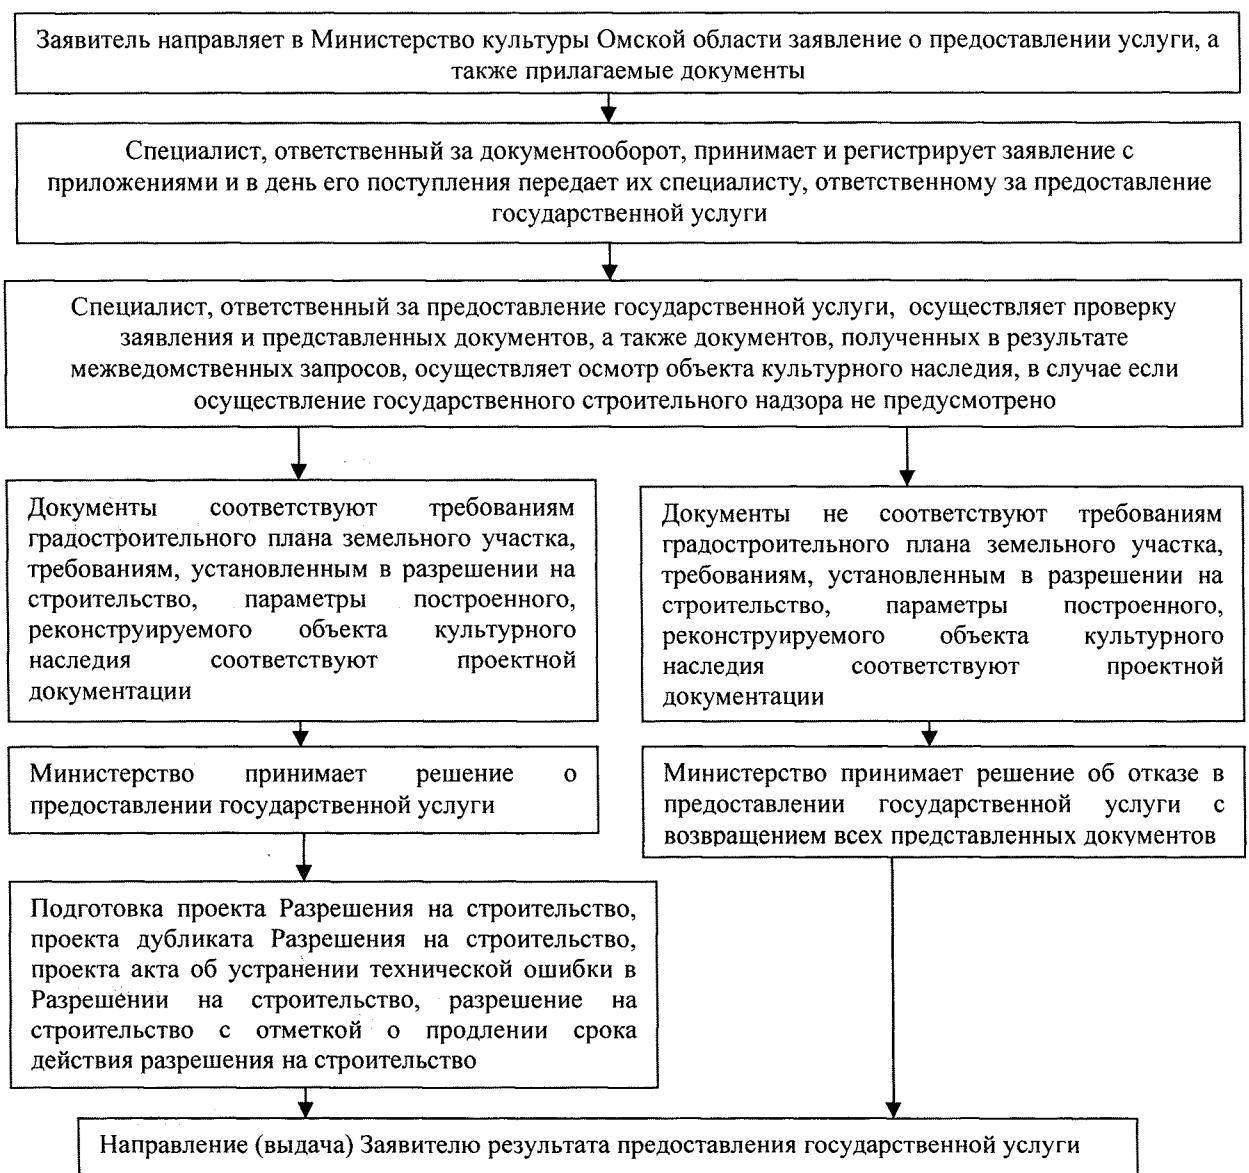 Заявитель направляет в Министерство культуры Омской области заявление о предоставлении услуги, а
также прилагаемые документы
Специалист, ответственный за документооборот, принимает и регистрирует заявление с
приложениями и в день его поступления передает их специалисту, ответственному за предоставление
государственной услуги
Специалист, ответственный за предоставление государственной услуги, осуществляет проверку
заявления и представленных документов, а также документов, полученных в результате
межведомственных запросов, осуществляет осмотр объекта культурного наследия, в случае если
осуществление государственного строительного надзора не предусмотрено
Документы соответствуют требованиям
градостроительного плана земельного участка,
требованиям, установленным в разрешении на
строительство, параметры построенного,
реконструируемого объекта культурного
наследия соответствуют проектной
документации
Документы не соответствуют требованиям
градостроительного плана земельного участка,
требованиям, установленным в разрешении на
строительство, параметры построенного,
реконструируемого объекта культурного
наследия соответствуют проектной
документации
Министерство принимает решение о
предоставлении государственной услуги
Министерство принимает решение об отказе в
предоставлении государственной услуги с
возвращением всех представленных документов
Подготовка проекта Разрешения на строительство,
проекта дубликата Разрешения на строительство,
проекта акта об устранении технической ошибки в
Разрешении на строительство, разрешение на
строительство с отметкой о продлении срока
действия разрешения на строительство
Направление (выдача) Заявителю результата предоставления государственной услуги